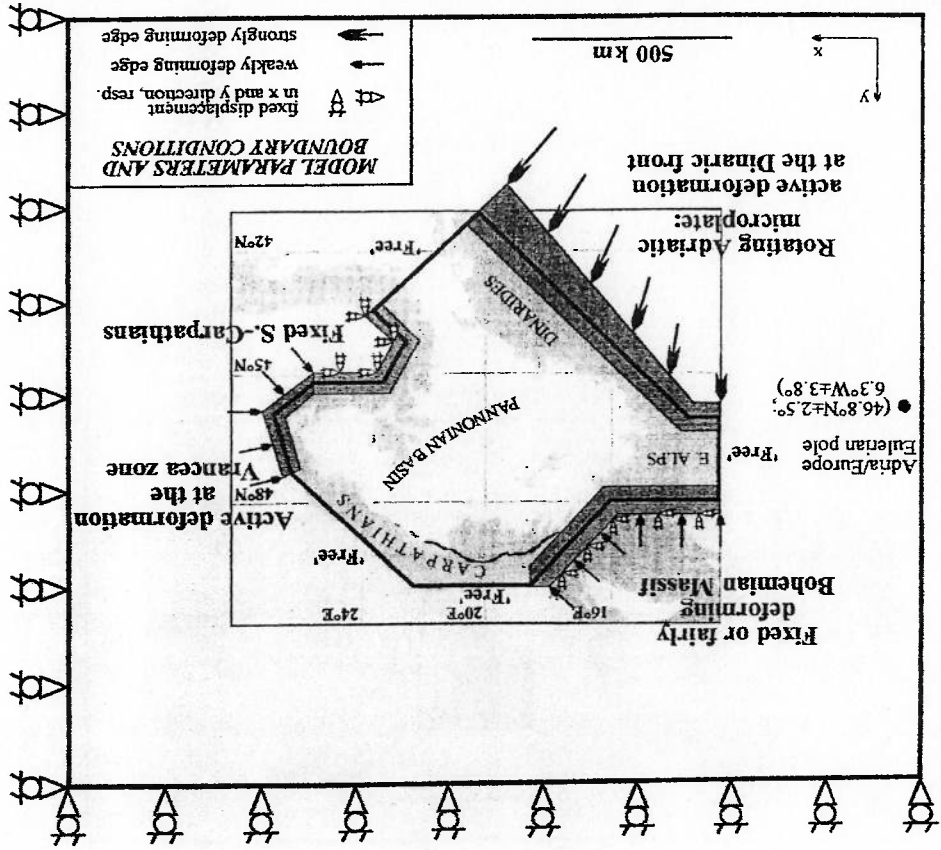 Fixed or fairly
deforming
Bohemian Massif
16°E
20°E
24°E
'Free'
'Free'
CARPATHIANS
48°N
Active deformation
at the
Vrancea zone
Adria/Europe
Eulerian pole
(46.8°N±2.5°;
6.3°W±3.8°)
'Free'
E. ALPS
PANNONIAN BASIN
45°N
Fixed S.-Carpathians
DINARIDES
Rotating Adriatic
microplate:
active deformation
at the Dinaric front
'Free'
42°N
y
x
500 km
MODEL PARAMETERS AND
BOUNDARY CONDITIONS
fixed displacement
in x and y direction, resp.
weakly deforming edge
strongly deforming edge